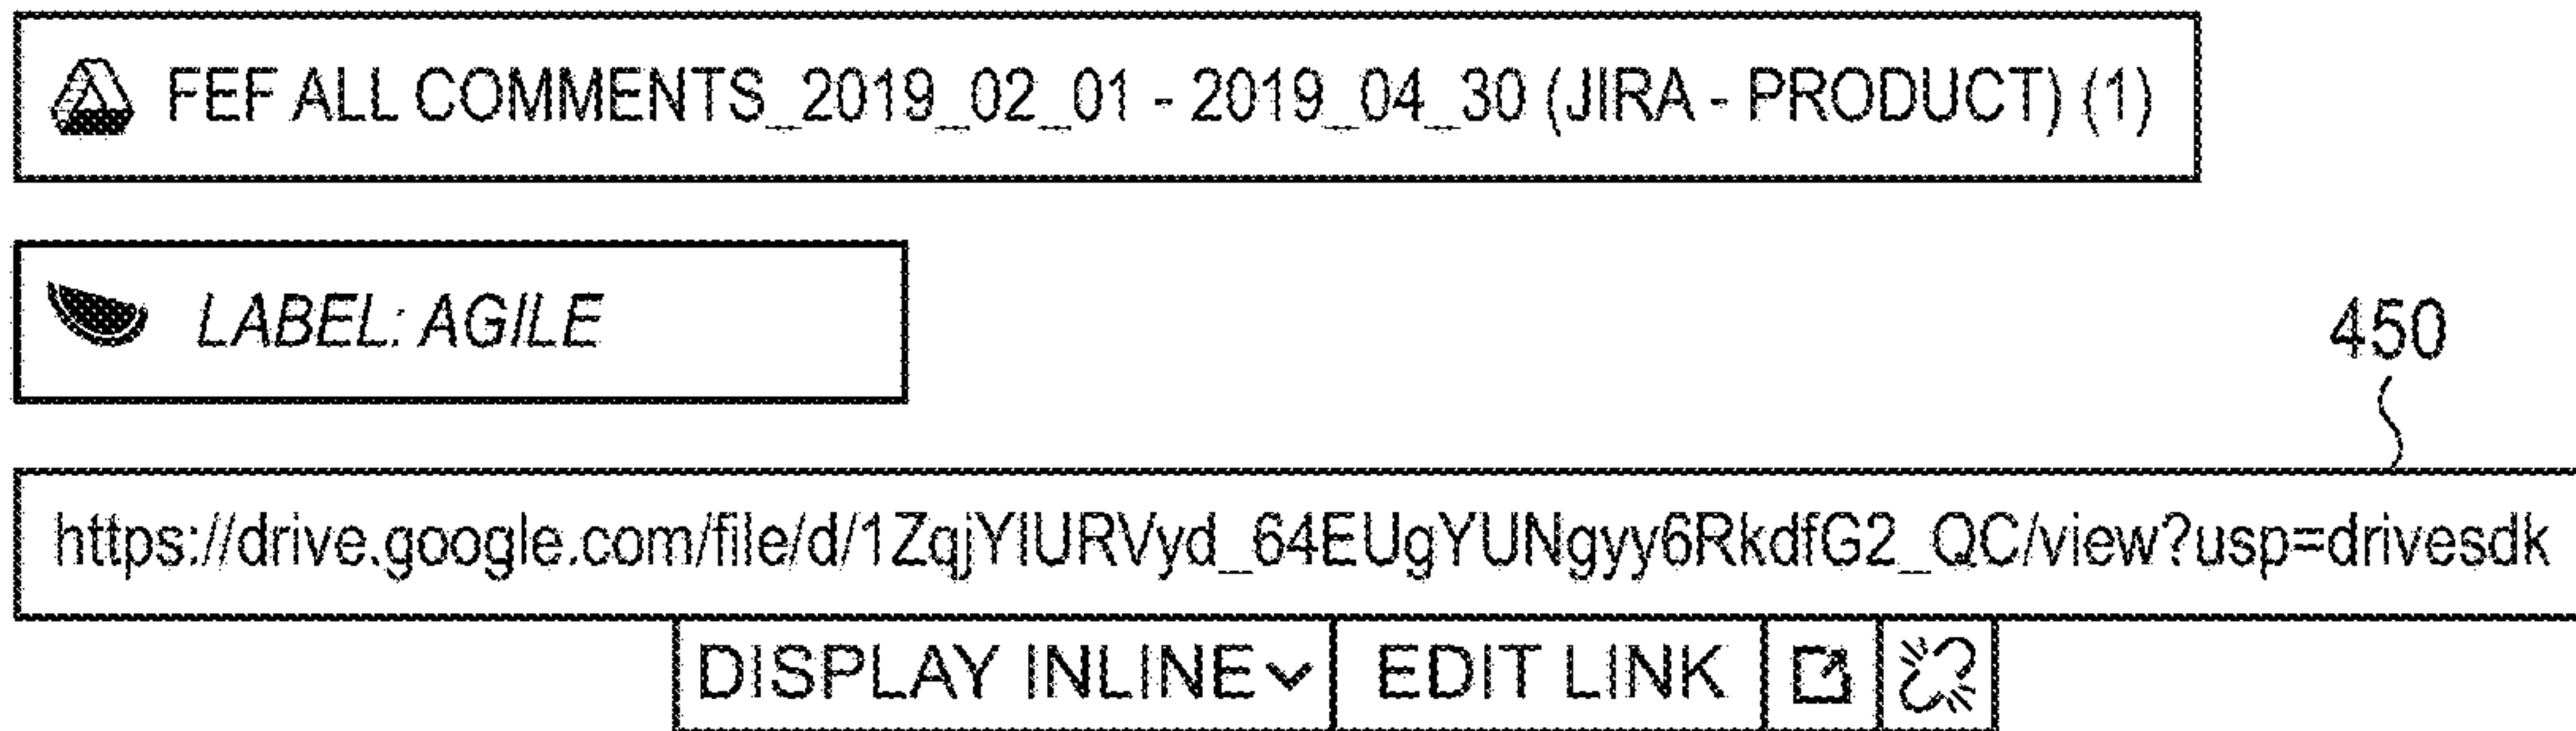 FEF ALL COMMENTS_2019_02_01 - 2019_04_30 (JIRA - PRODUCT) (1)
LABEL: AGILE
450
https://drive.google.com/file/d/1ZqjYIURVyd_64EUgYUNgyy6RkdfG2_QC/view?usp=drivesdk
DISPLAY INLINE EDIT LINK